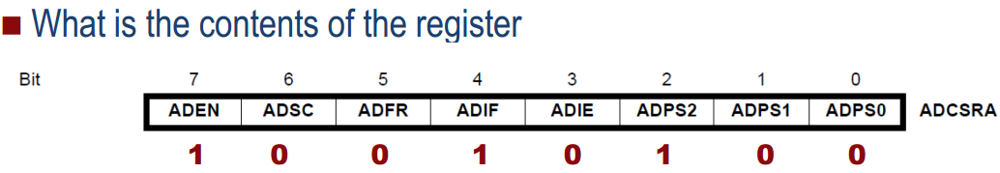 What is the contents of the register
Bit 7 6 5 4 3 2 1 0
ADEN ADSC ADFR ADIF ADIE ADPS2 ADPS1 ADPS0 ADCSRA
1 0 0 1 0 1 0 0